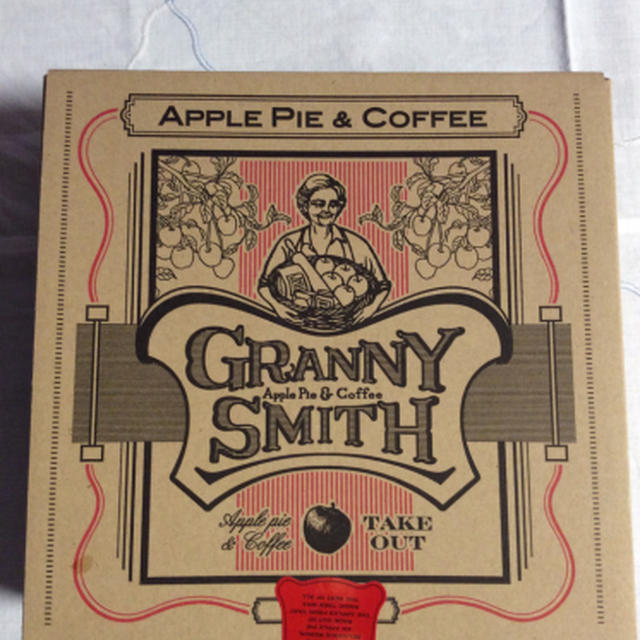 APPLE PIE & COFFEE
GRANNY
Apple Pie & Coffee
SMITH
Apple pie
& Coffee
TAKE
OUT